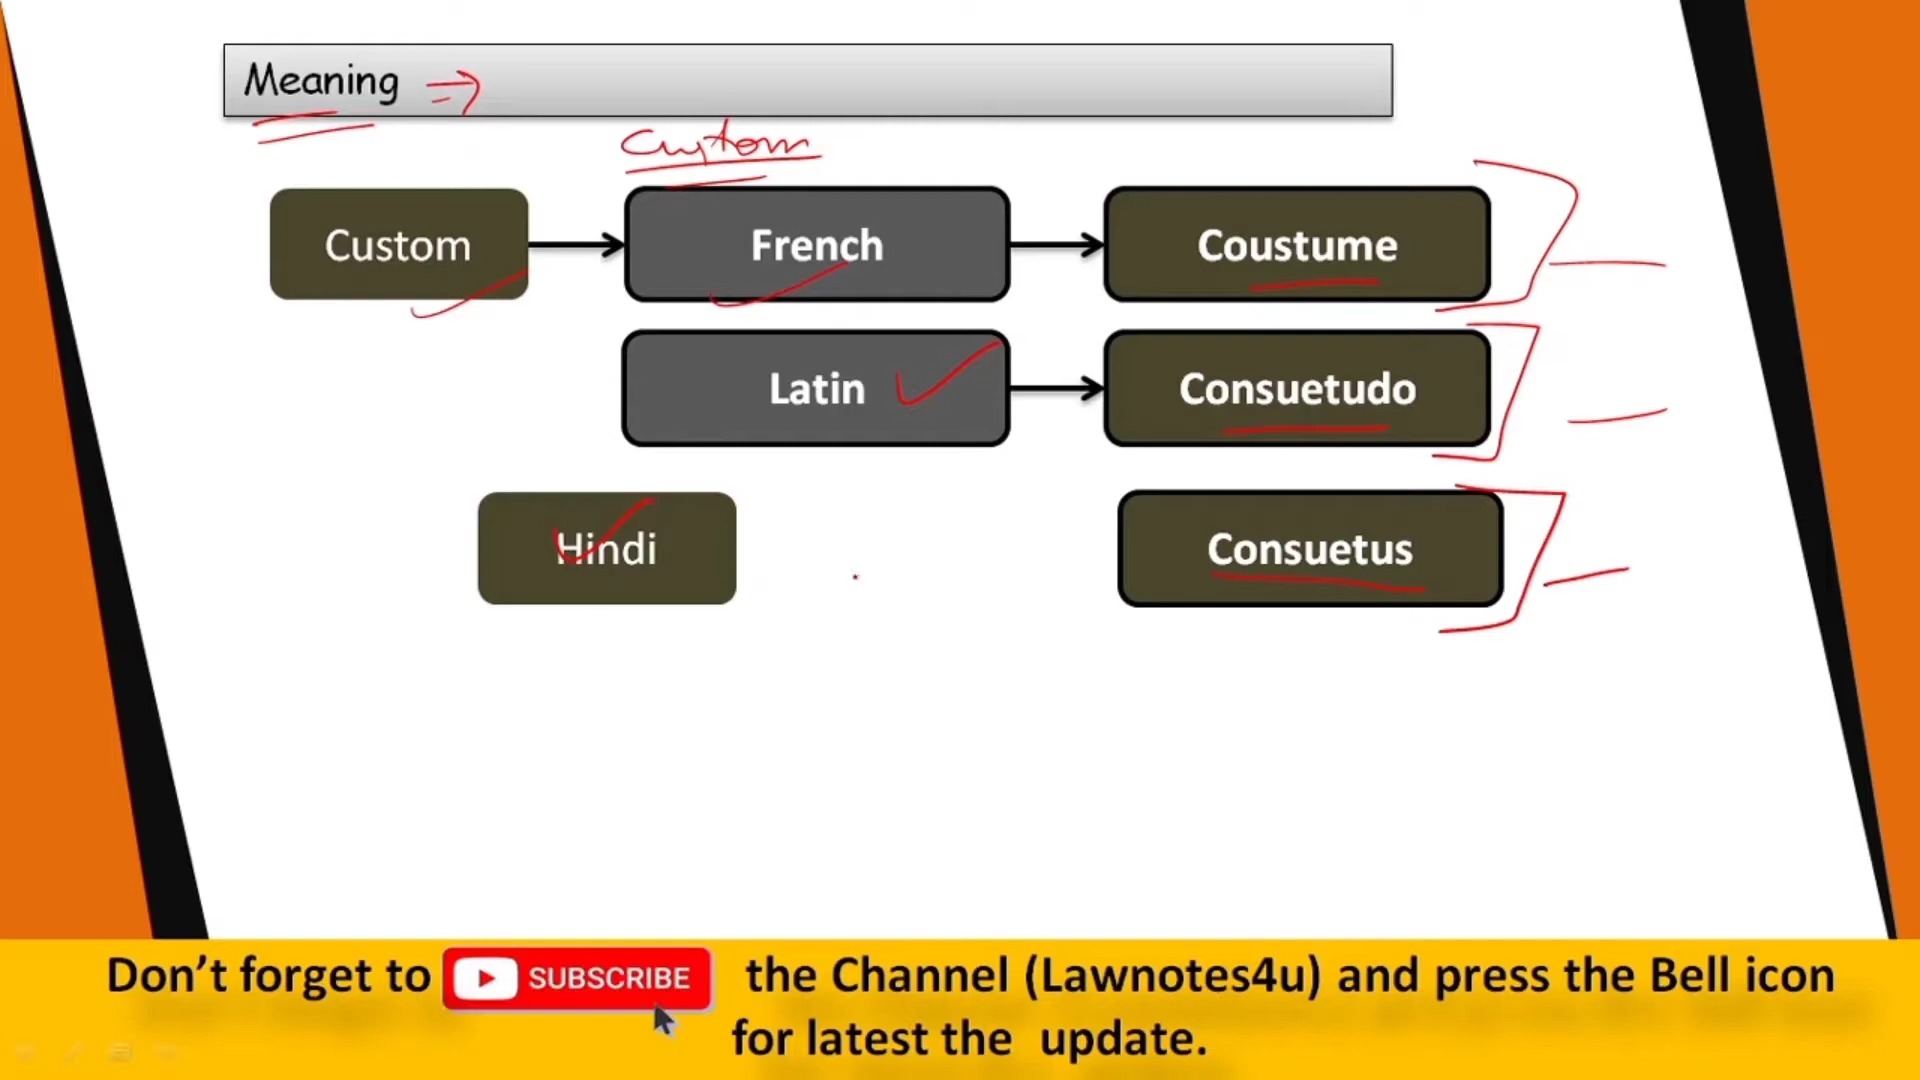 Meaning
Custom
Custom French Coustume
Latin Consuetudo
Hindi Consuetus
Don't forget to SUBSCRIBE the Channel (Lawnotes4u) and press the Bell icon
for latest the update.